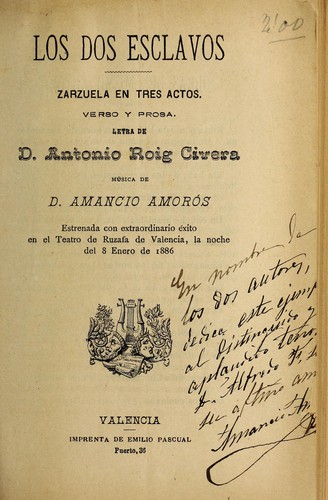 2'00
LOS DOS ESCLAVOS
ZARZUELA EN TRES ACTOS,
VERSO Y PROSA.
LETRA DE
D. Antonio Roig Civera
MÚSICA DE
D. AMANCIO AMORÓS
Estrenada con extraordinario éxito
en el Teatro de Ruzafa de Valencia, la noche
del 8 Enero de 1886
En nombre de
los dos autores,
dedica este ejemp
al distinguido y
aplaudido tenor
D. Alfredo
su afmo am
Amancio
VALENCIA
IMPRENTA DE EMILIO PASCUAL
Puerto, 36